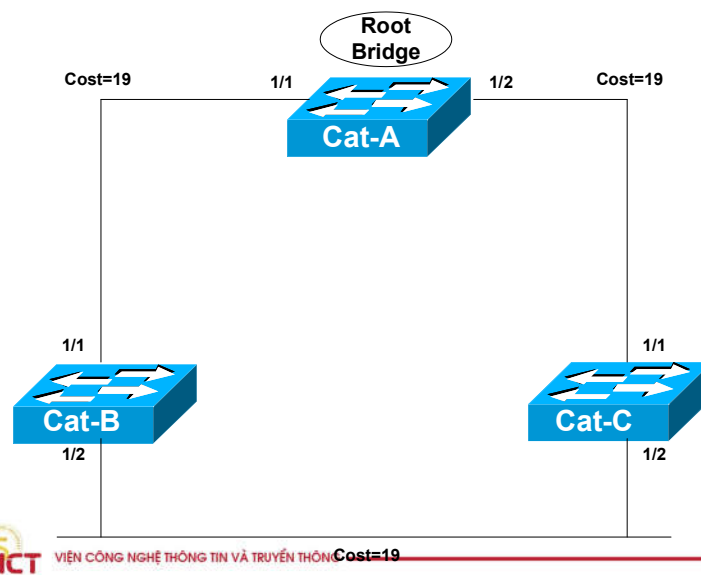 Root
Bridge
Cost=19
1/1
1/2
Cost=19
Cat-A
1/1
1/1
Cat-B
Cat-C
1/2
1/2
ICT
VIỆN CÔNG NGHỆ THÔNG TIN VÀ TRUYỀN THÔNG
Cost=19